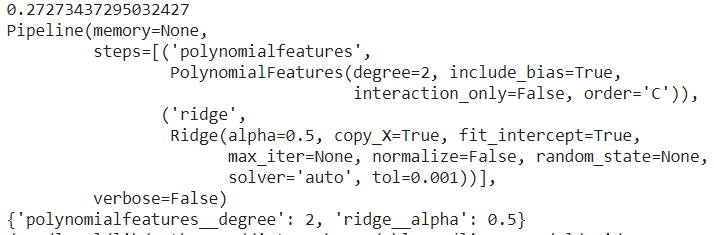 0.27273437295032427
Pipeline(memory=None,
         steps=[('polynomialfeatures',
                 PolynomialFeatures(degree=2, include_bias=True,
                                    interaction_only=False, order='C')),
                ('ridge',
                 Ridge(alpha=0.5, copy_X=True, fit_intercept=True,
                       max_iter=None, normalize=False, random_state=None,
                       solver='auto', tol=0.001))],
         verbose=False)
{'polynomialfeatures__degree': 2, 'ridge__alpha': 0.5}